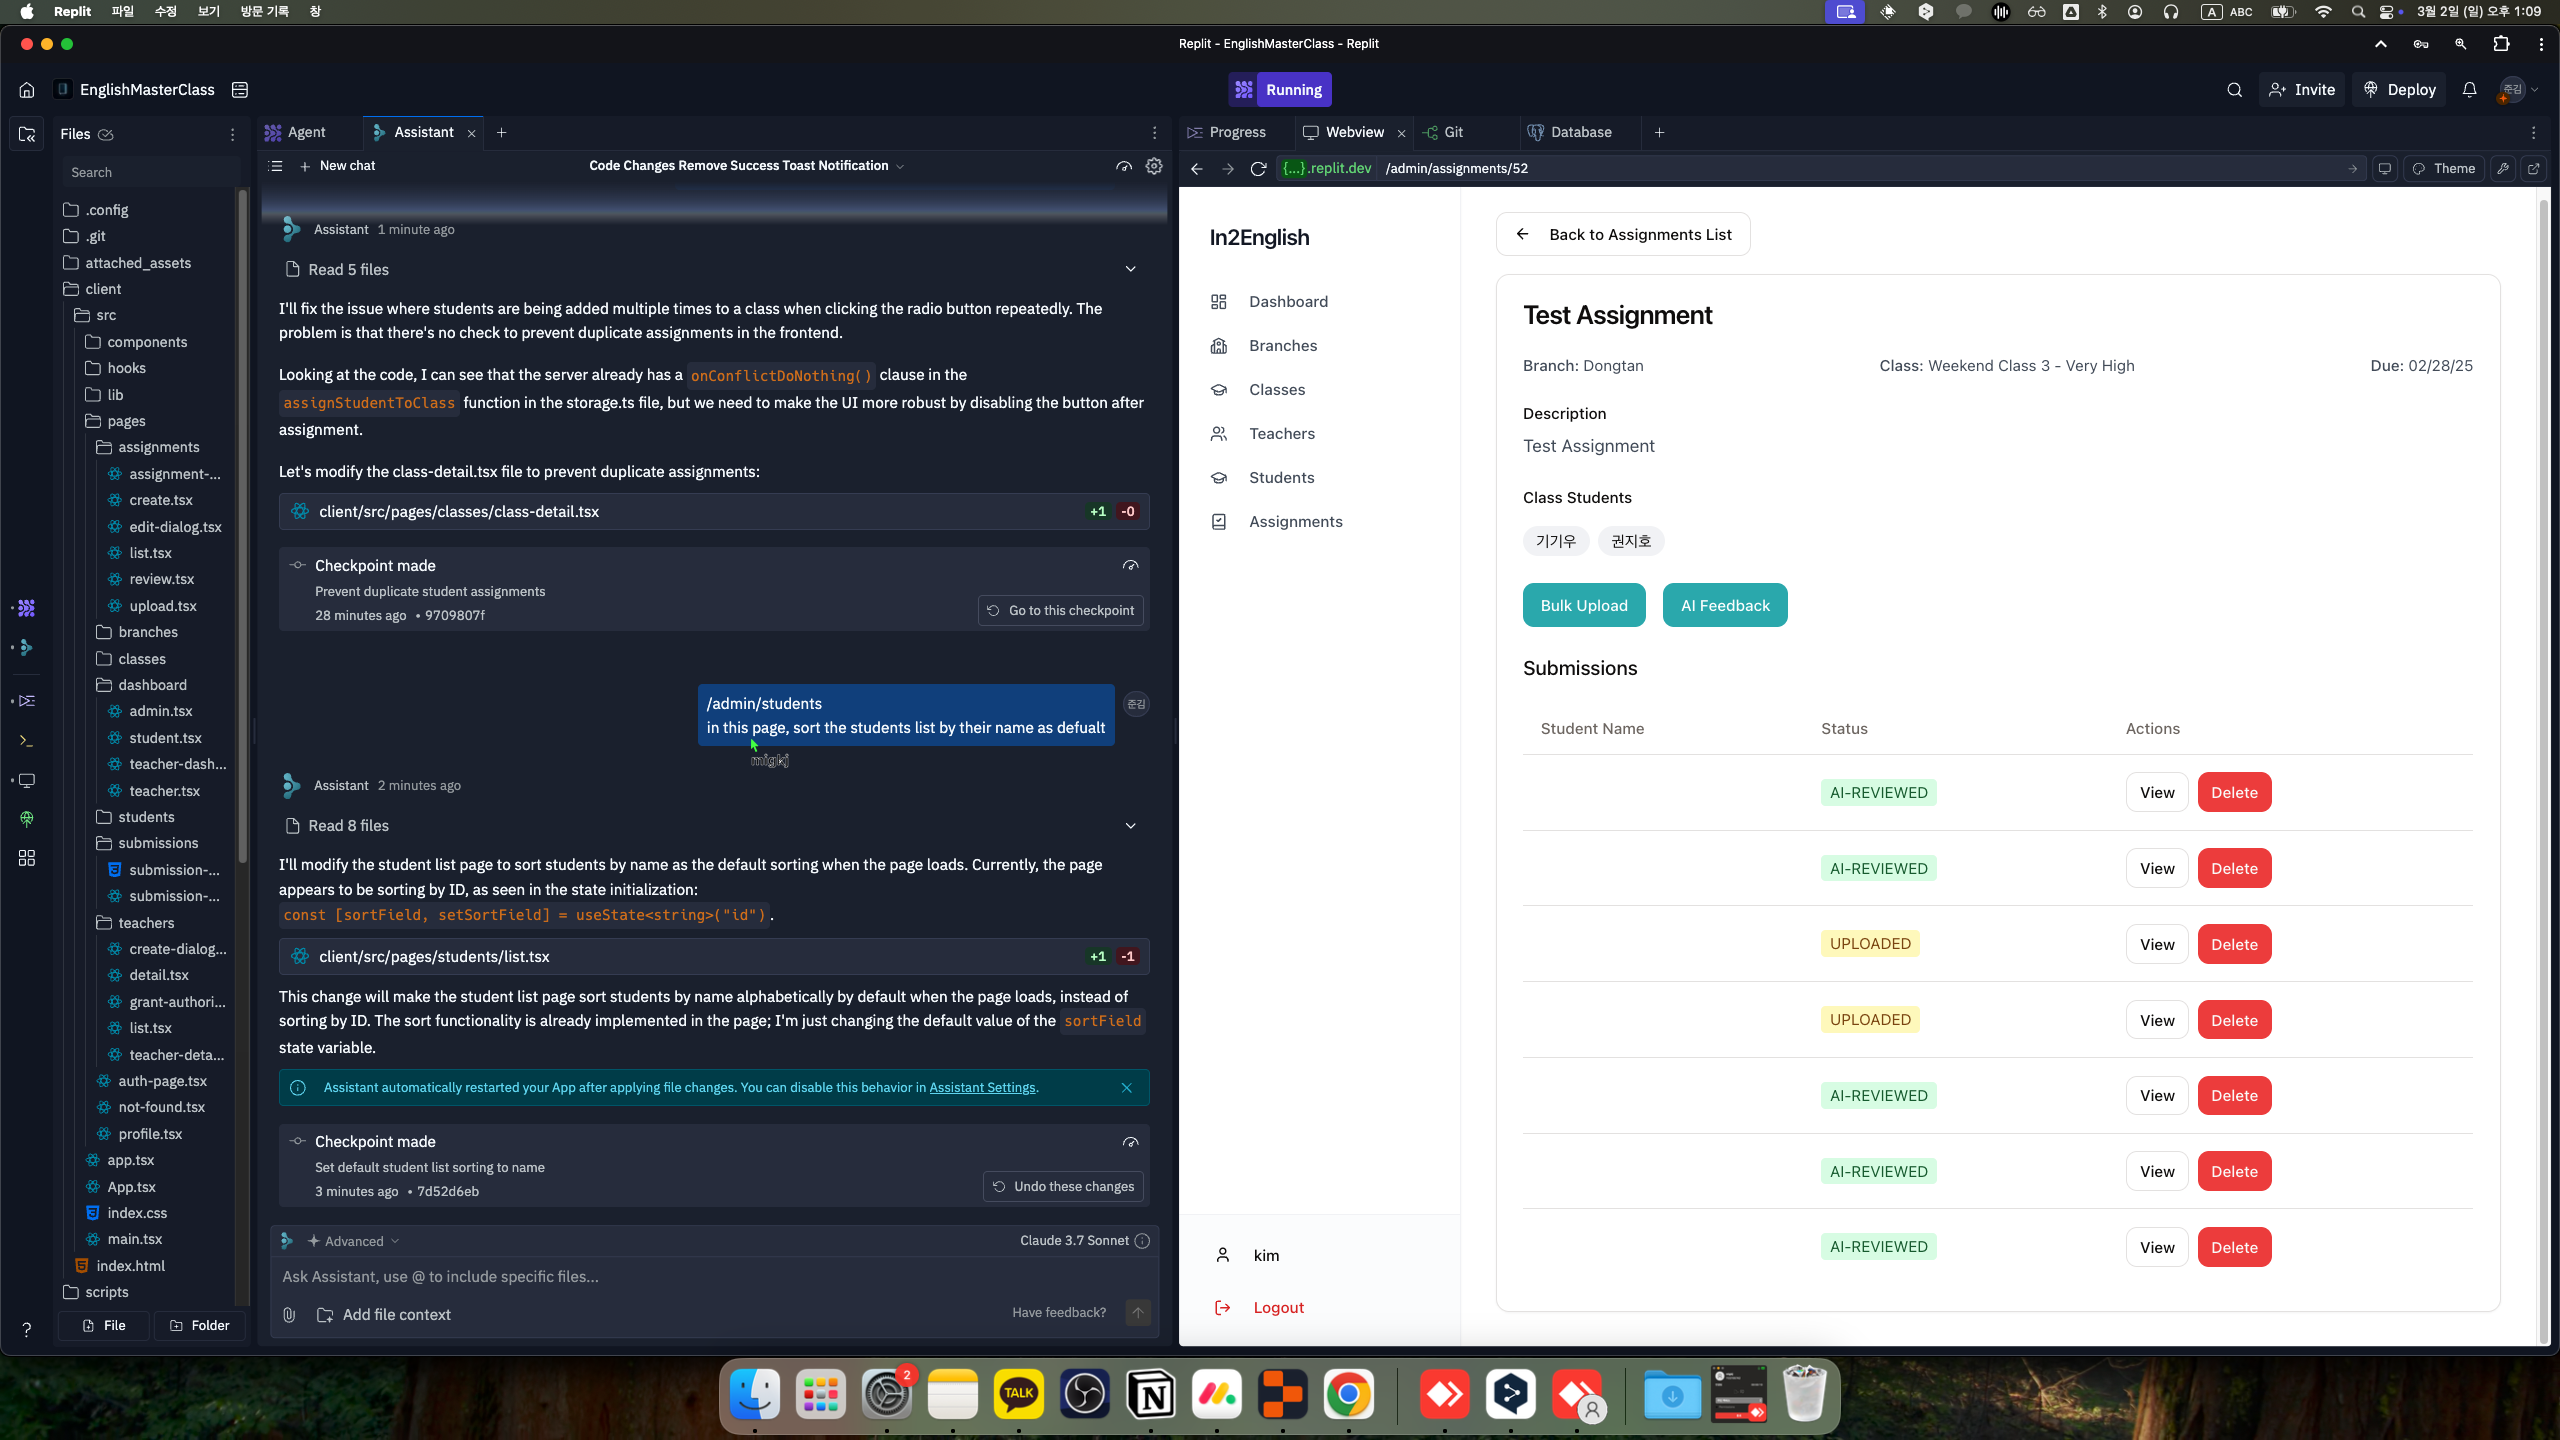 Replit 파일 수정 보기 방문 기록 창
A ABC 3월 2일 (일) 오후 1:09
Replit - EnglishMasterClass - Replit
EnglishMasterClass
Running
Invite
Deploy
준김
Files
Search
.config
.git
attached_assets
client
src
components
hooks
lib
pages
assignments
assignment-...
create.tsx
edit-dialog.tsx
list.tsx
review.tsx
upload.tsx
branches
classes
dashboard
admin.tsx
student.tsx
teacher-dash...
teacher.tsx
students
submissions
submission-...
submission-...
teachers
create-dialog...
detail.tsx
grant-authori...
list.tsx
teacher-deta...
auth-page.tsx
not-found.tsx
profile.tsx
app.tsx
App.tsx
index.css
main.tsx
index.html
scripts
File
Folder
Agent
Assistant
New chat
Code Changes Remove Success Toast Notification
Assistant 1 minute ago
Read 5 files
I'll fix the issue where students are being added multiple times to a class when clicking the radio button repeatedly. The
problem is that there's no check to prevent duplicate assignments in the frontend.
Looking at the code, I can see that the server already has a onConflictDoNothing() clause in the
assignStudentToClass function in the storage.ts file, but we need to make the UI more robust by disabling the button after
assignment.
Let's modify the class-detail.tsx file to prevent duplicate assignments:
client/src/pages/classes/class-detail.tsx +1 -0
Checkpoint made
Prevent duplicate student assignments
28 minutes ago • 9709807f
Go to this checkpoint
/admin/students
in this page, sort the students list by their name as defualt
준김
migkj
Assistant 2 minutes ago
Read 8 files
I'll modify the student list page to sort students by name as the default sorting when the page loads. Currently, the page
appears to be sorting by ID, as seen in the state initialization:
const [sortField, setSortField] = useState<string>("id").
client/src/pages/students/list.tsx +1 -1
This change will make the student list page sort students by name alphabetically by default when the page loads, instead of
sorting by ID. The sort functionality is already implemented in the page; I'm just changing the default value of the sortField
state variable.
Assistant automatically restarted your App after applying file changes. You can disable this behavior in Assistant Settings.
Checkpoint made
Set default student list sorting to name
3 minutes ago • 7d52d6eb
Undo these changes
Advanced
Claude 3.7 Sonnet
Ask Assistant, use @ to include specific files...
Add file context
Have feedback?
Progress
Webview
Git
Database
{...}.replit.dev /admin/assignments/52
Theme
In2English
Dashboard
Branches
Classes
Teachers
Students
Assignments
kim
Logout
Back to Assignments List
Test Assignment
Branch: Dongtan
Class: Weekend Class 3 - Very High
Due: 02/28/25
Description
Test Assignment
Class Students
기기우
권지호
Bulk Upload
AI Feedback
Submissions
Student Name Status Actions
AI-REVIEWED View Delete
AI-REVIEWED View Delete
UPLOADED View Delete
UPLOADED View Delete
AI-REVIEWED View Delete
AI-REVIEWED View Delete
AI-REVIEWED View Delete
2
TALK